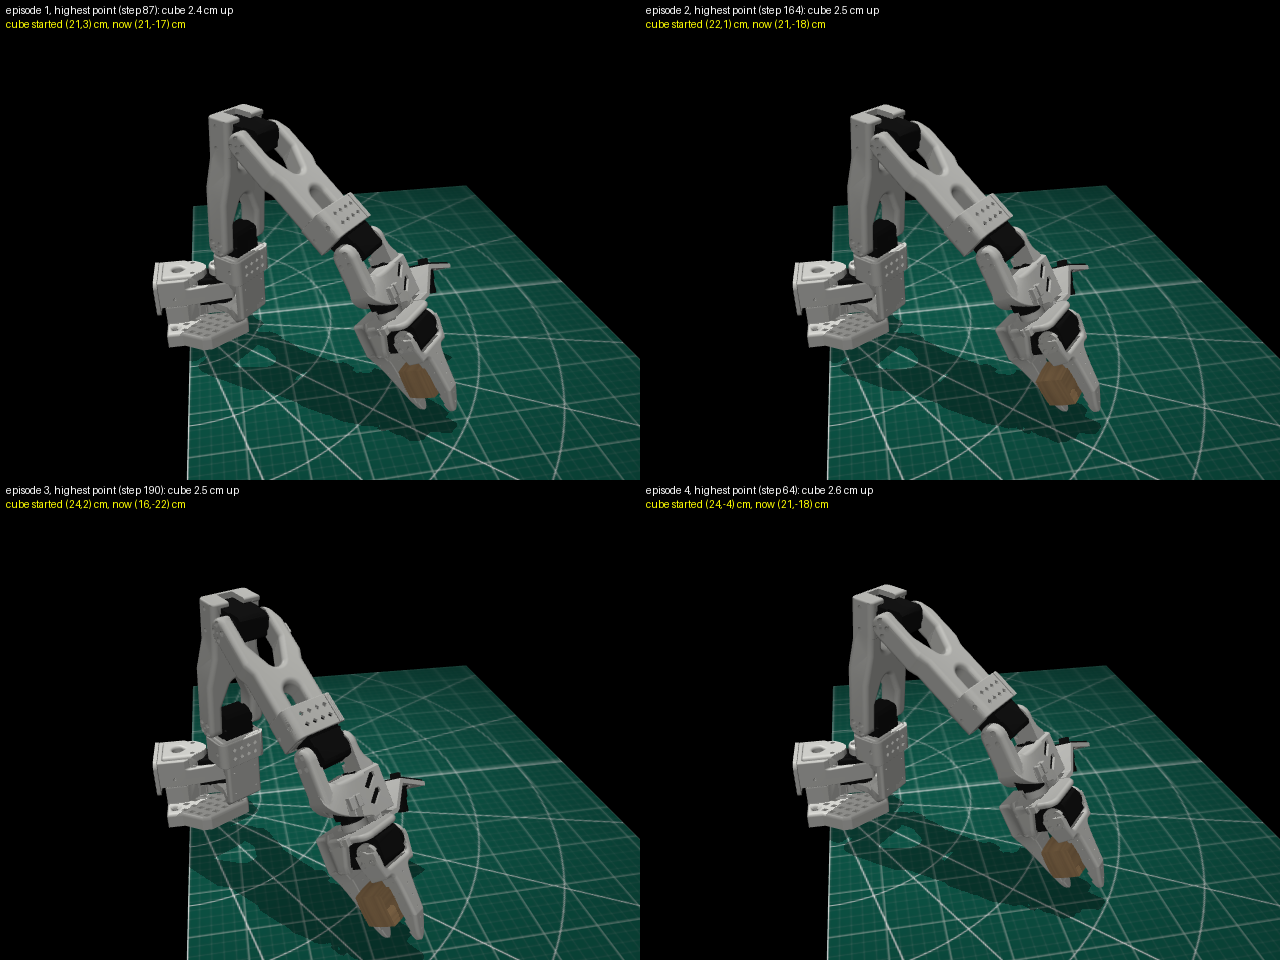 episode 1, highest point (step 87): cube 2.4 cm up
cube started (21,3) cm, now (21,-17) cm
episode 2, highest point (step 164): cube 2.5 cm up
cube started (22,1) cm, now (21,-18) cm
episode 3, highest point (step 190): cube 2.5 cm up
cube started (24,2) cm, now (16,-22) cm
episode 4, highest point (step 64): cube 2.6 cm up
cube started (24,-4) cm, now (21,-18) cm